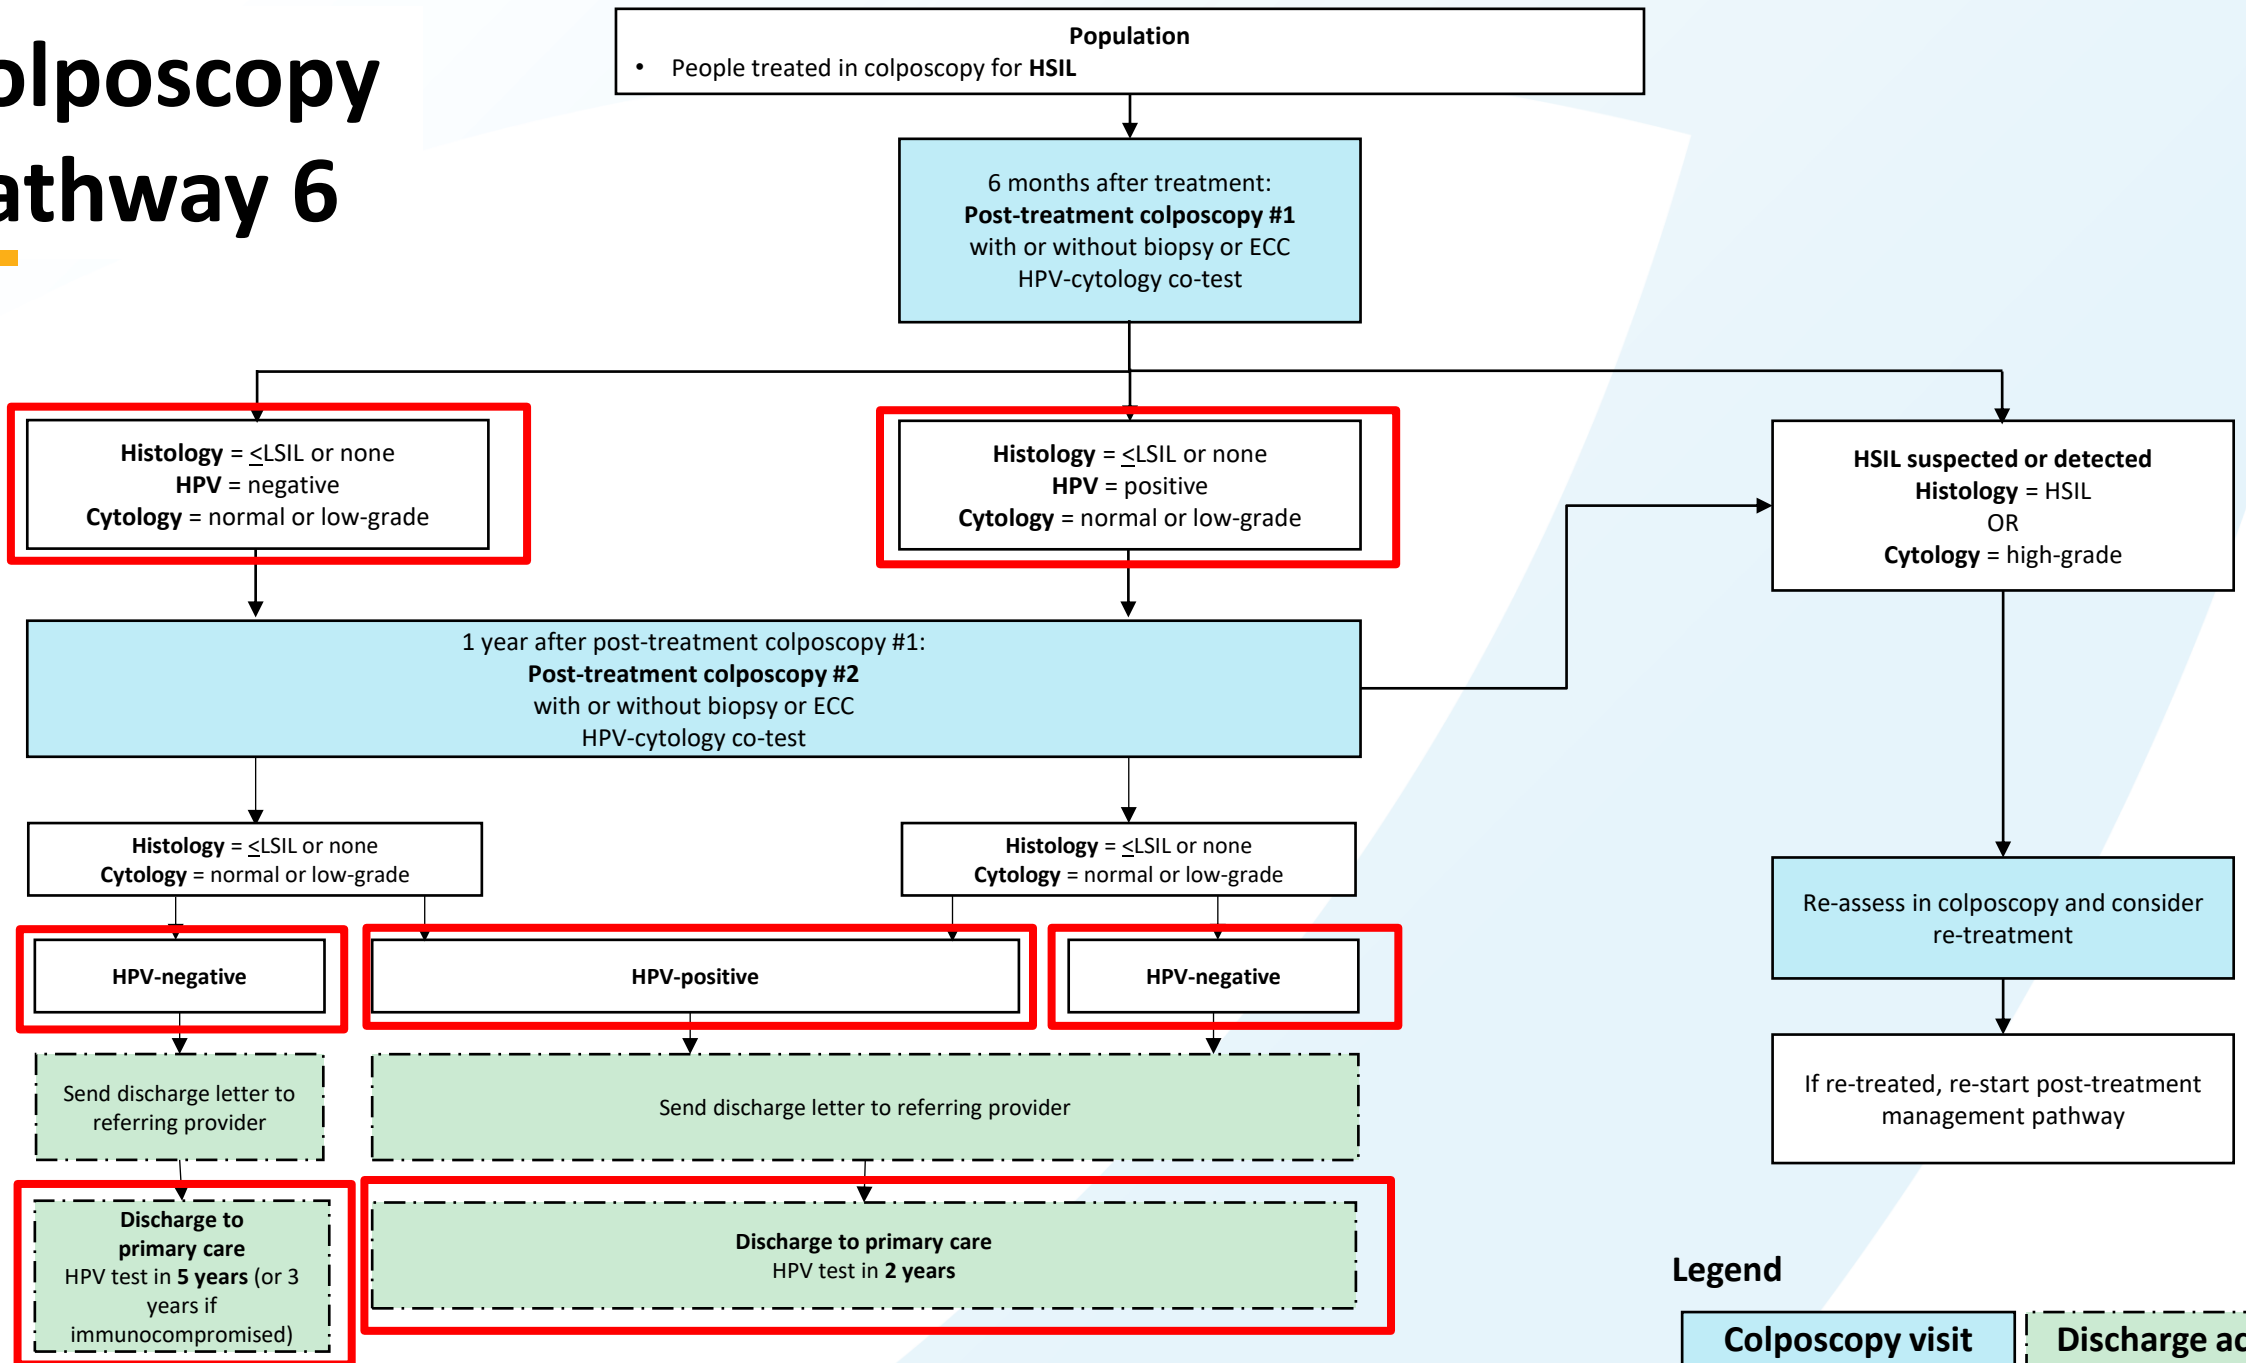 olposcopy
athway 6
Population
• People treated in colposcopy for HSIL
6 months after treatment:
Post-treatment colposcopy #1
with or without biopsy or ECC
HPV-cytology co-test
Histology = <LSIL or none
HPV = negative
Cytology = normal or low-grade
Histology = <LSIL or none
HPV = positive
Cytology = normal or low-grade
HSIL suspected or detected
Histology = HSIL
OR
Cytology = high-grade
1 year after post-treatment colposcopy #1:
Post-treatment colposcopy #2
with or without biopsy or ECC
HPV-cytology co-test
Histology = <LSIL or none
Cytology = normal or low-grade
Histology = <LSIL or none
Cytology = normal or low-grade
Re-assess in colposcopy and consider
re-treatment
HPV-negative
HPV-positive
HPV-negative
Send discharge letter to
referring provider
Send discharge letter to referring provider
If re-treated, re-start post-treatment
management pathway
Discharge to
primary care
HPV test in 5 years (or 3
years if
immunocompromised)
Discharge to primary care
HPV test in 2 years
Legend
Colposcopy visit
Discharge ac